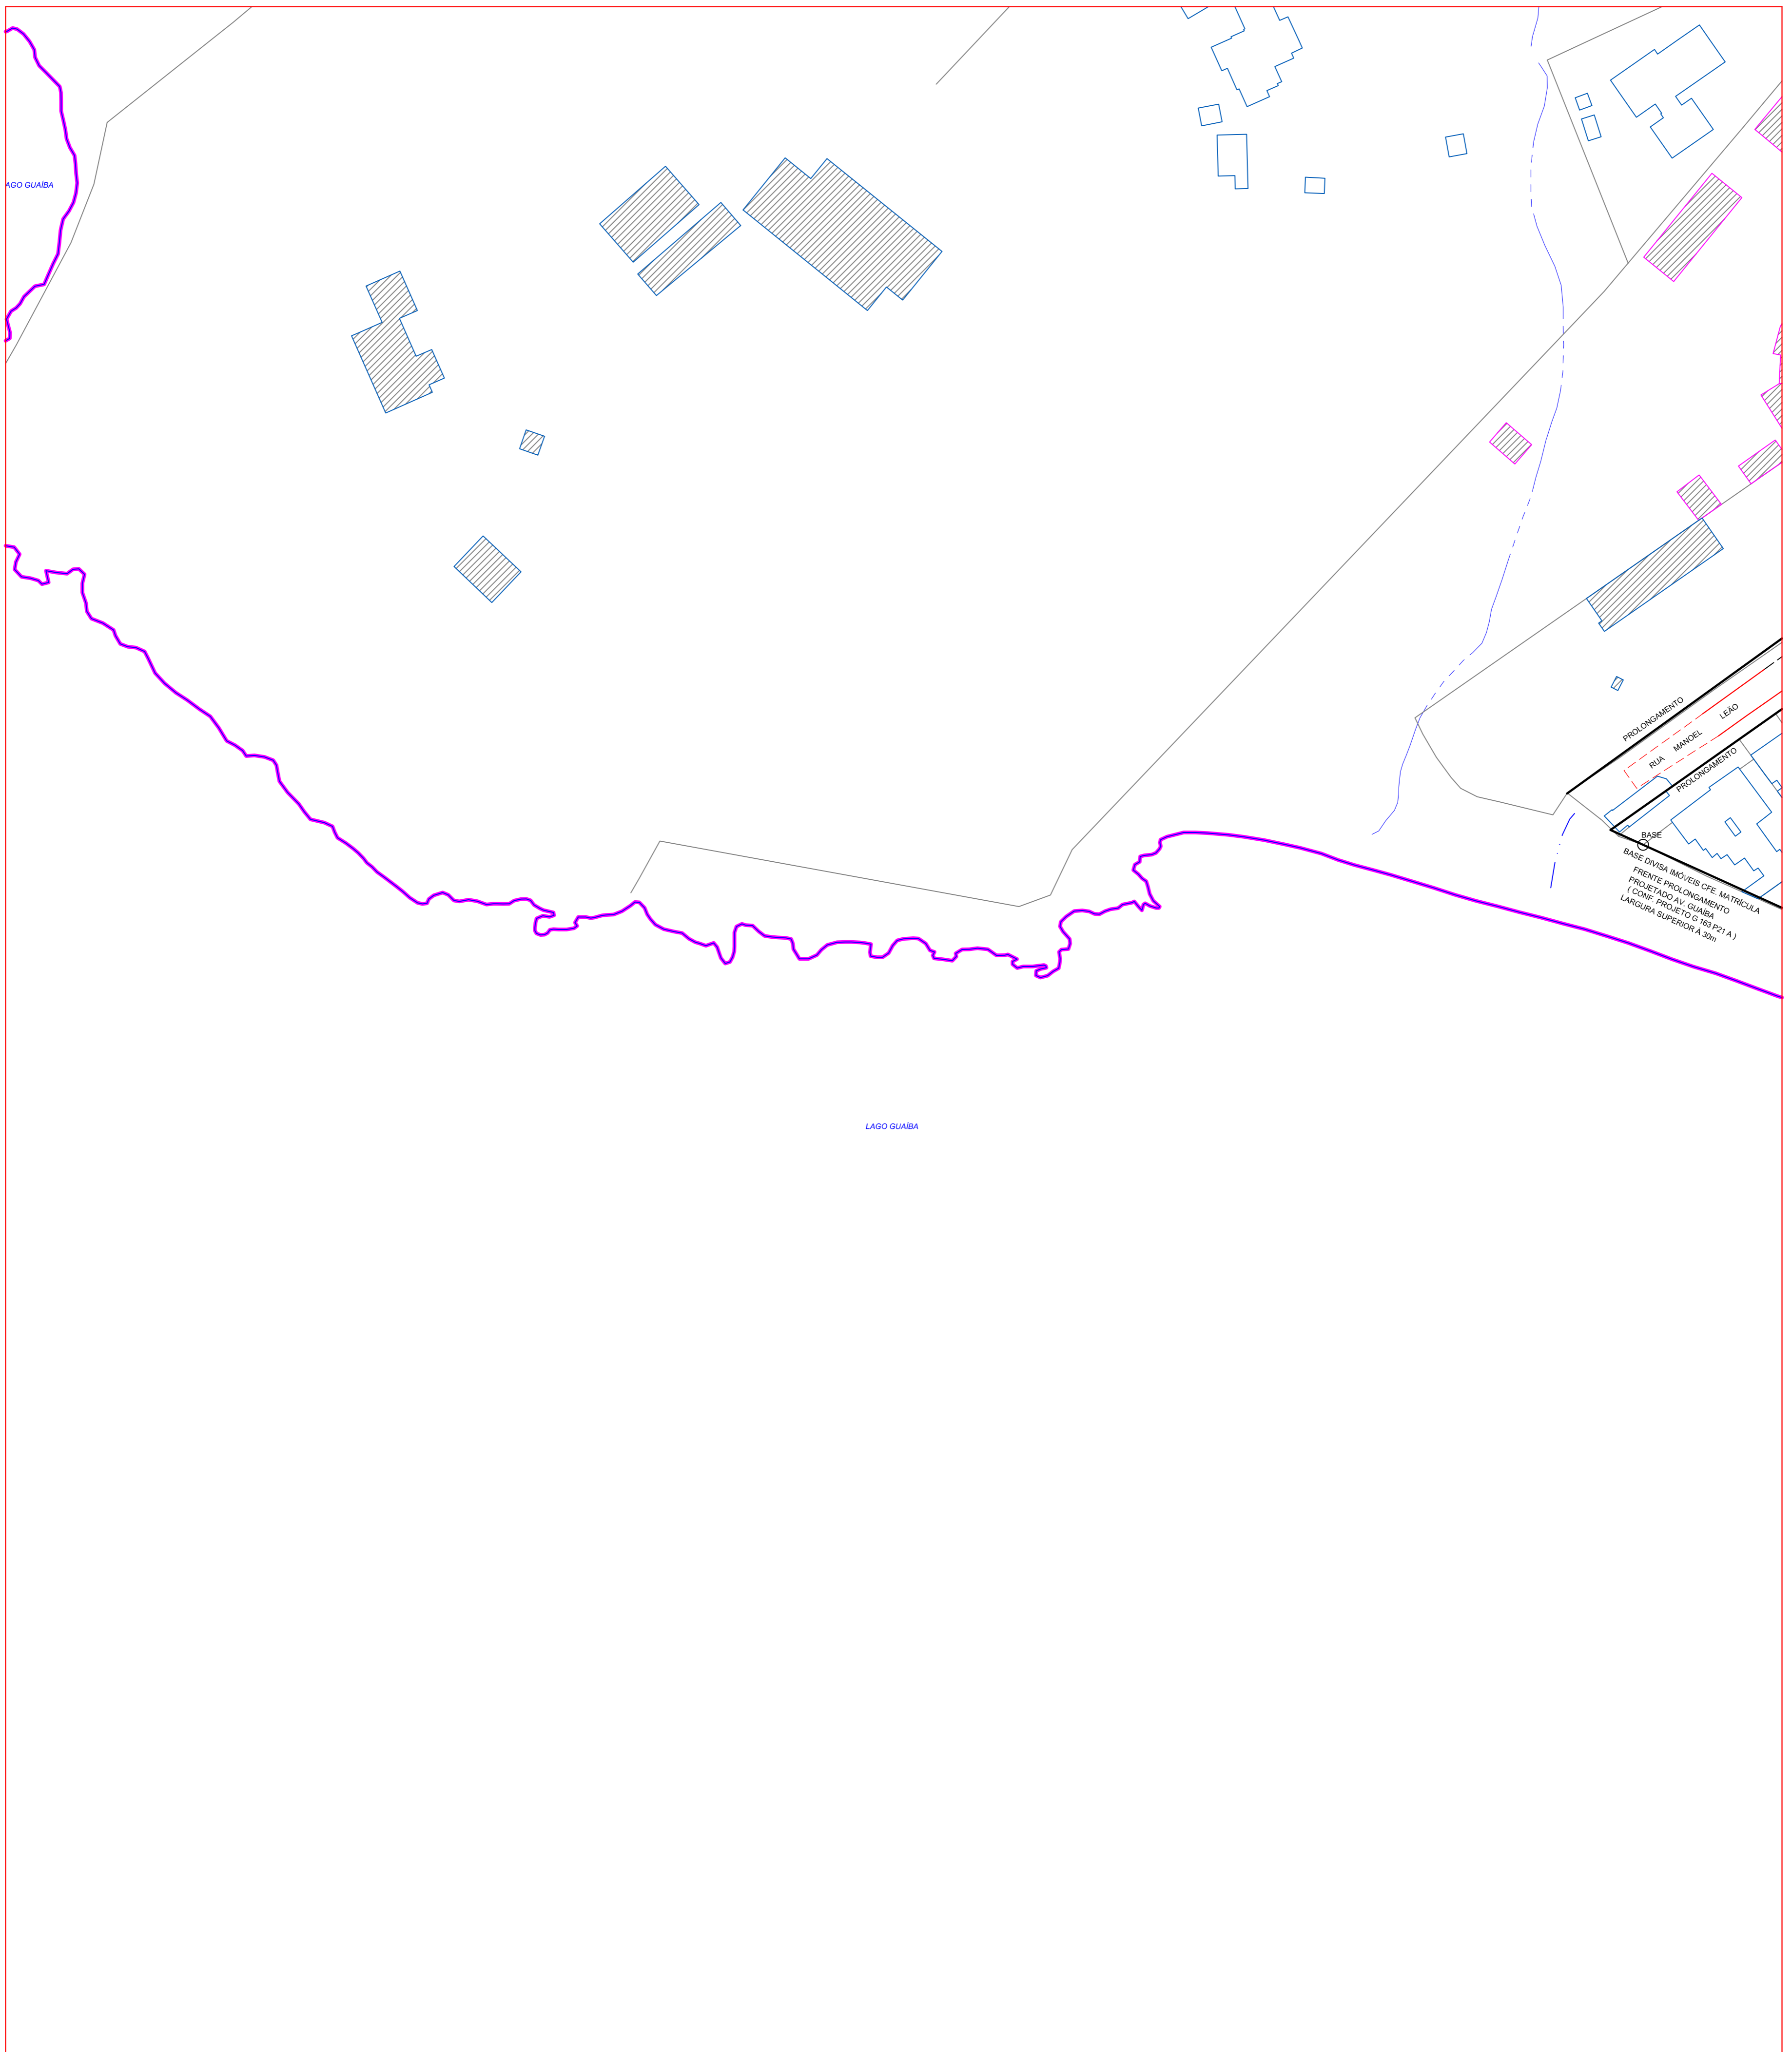 AGO GUAÍBA
PROLONGAMENTO
RUA MANOEL LEÃO
PROLONGAMENTO
BASE
BASE DIVISA IMÓVEIS CFE. MATRÍCULA
FRENTE PROLONGAMENTO
PROJETADO AV. GUAÍBA
( CONF. PROJETO G 163 P21 A )
LARGURA SUPERIOR À 30m
LAGO GUAÍBA